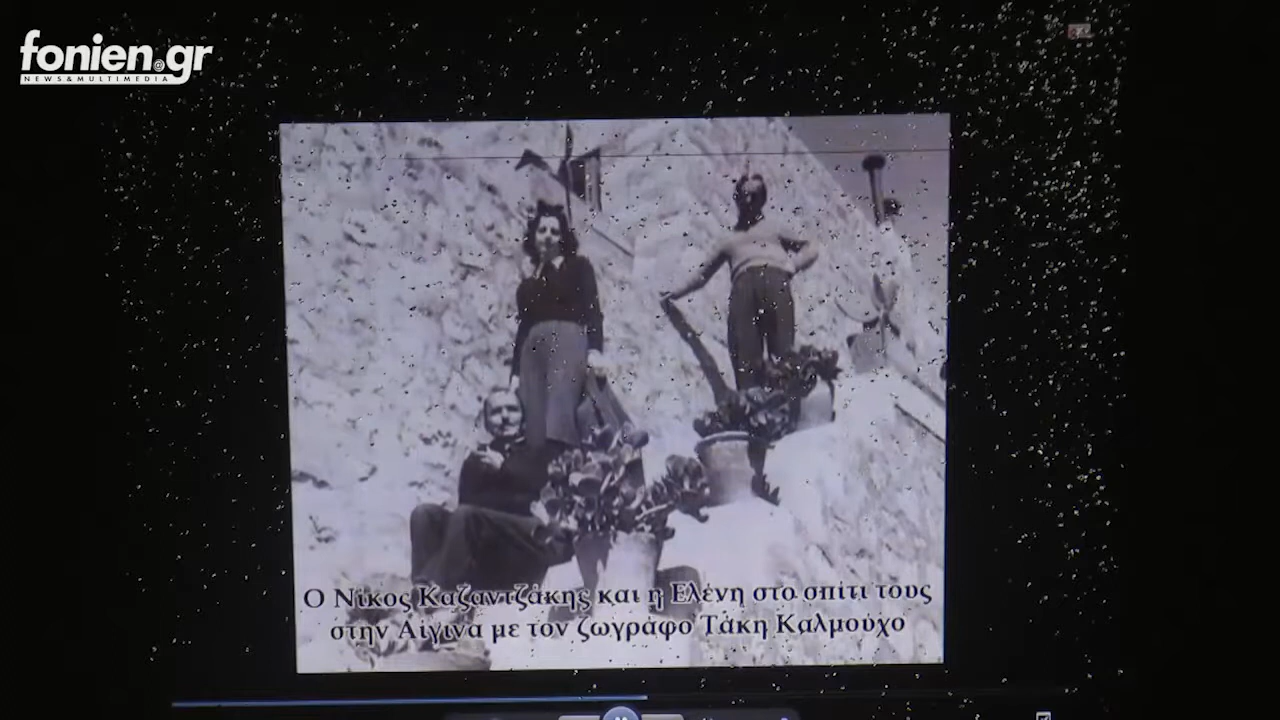 fonien.gr
NEWS & MULTIMEDIA
Ο Νίκος Καζαντζάκης και η Ελένη στο σπίτι τους
στην Αίγινα με τον ζωγράφο Τάκη Καλμούχο